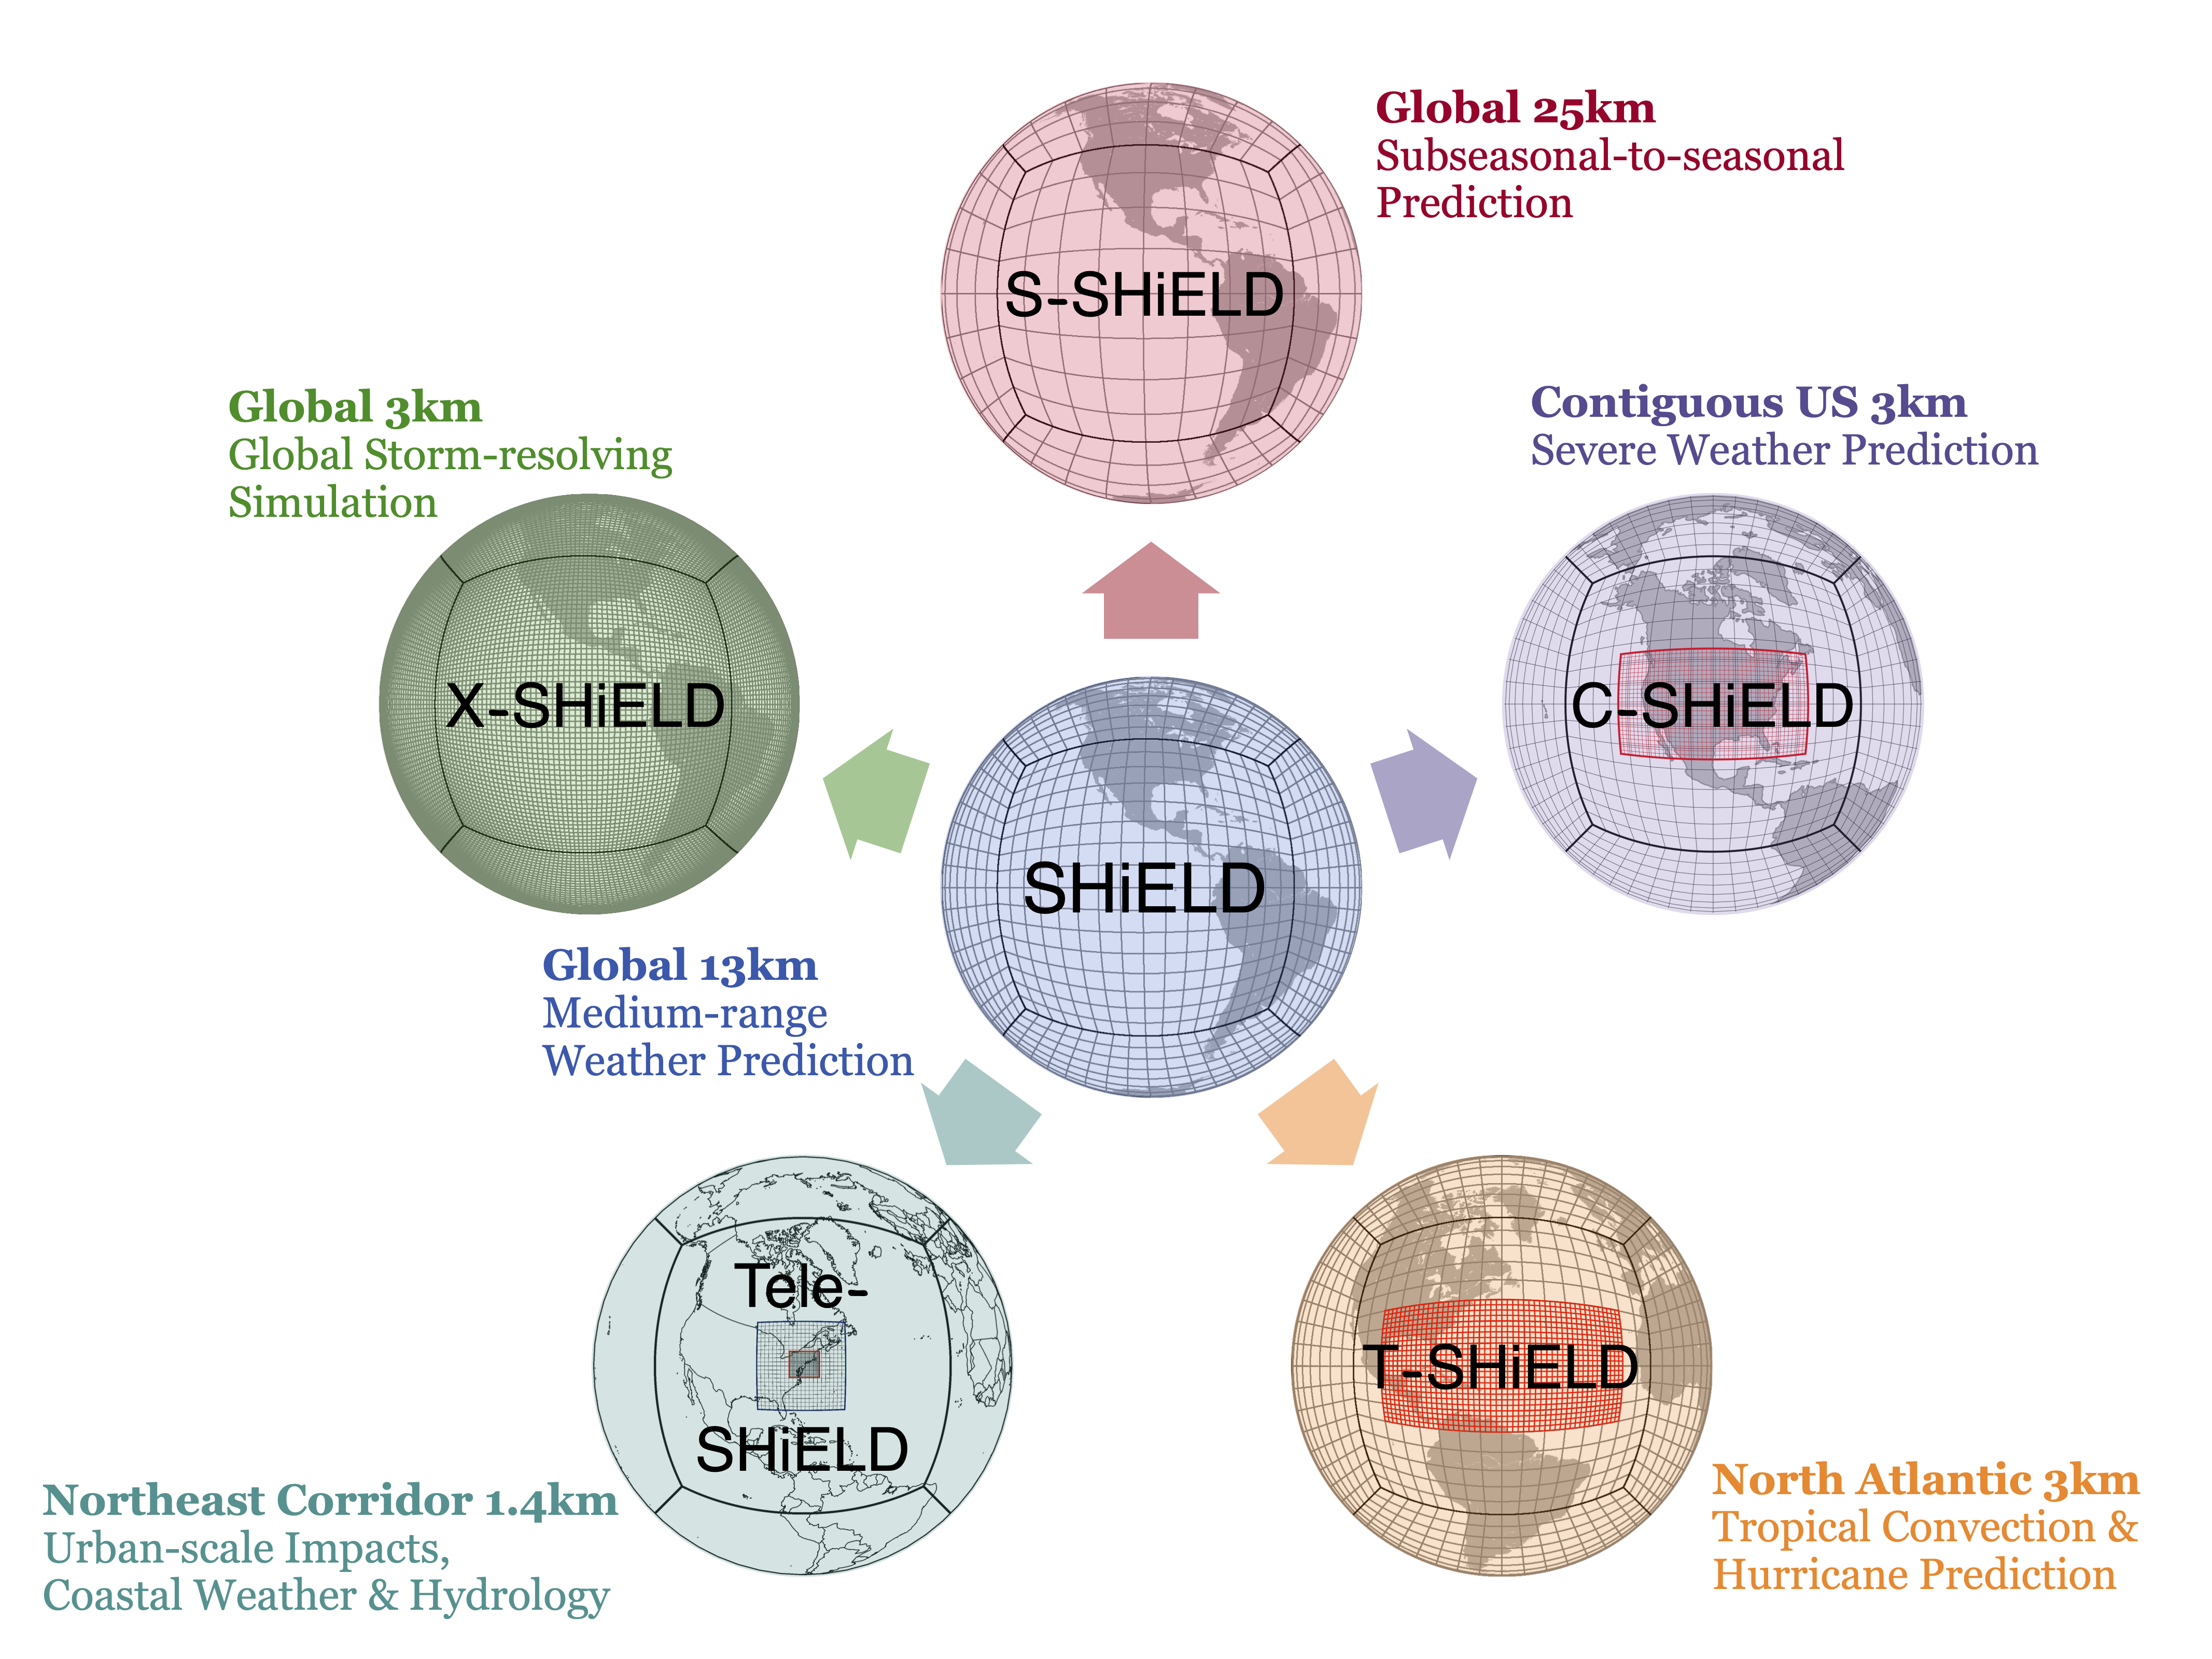 Global 25km
Subseasonal-to-seasonal
Prediction
S-SHiELD
Global 3km
Global Storm-resolving
Simulation
X-SHiELD
Contiguous US 3km
Severe Weather Prediction
C-SHiELD
SHiELD
Global 13km
Medium-range
Weather Prediction
Tele-
SHiELD
Northeast Corridor 1.4km
Urban-scale Impacts,
Coastal Weather & Hydrology
T-SHiELD
North Atlantic 3km
Tropical Convection &
Hurricane Prediction